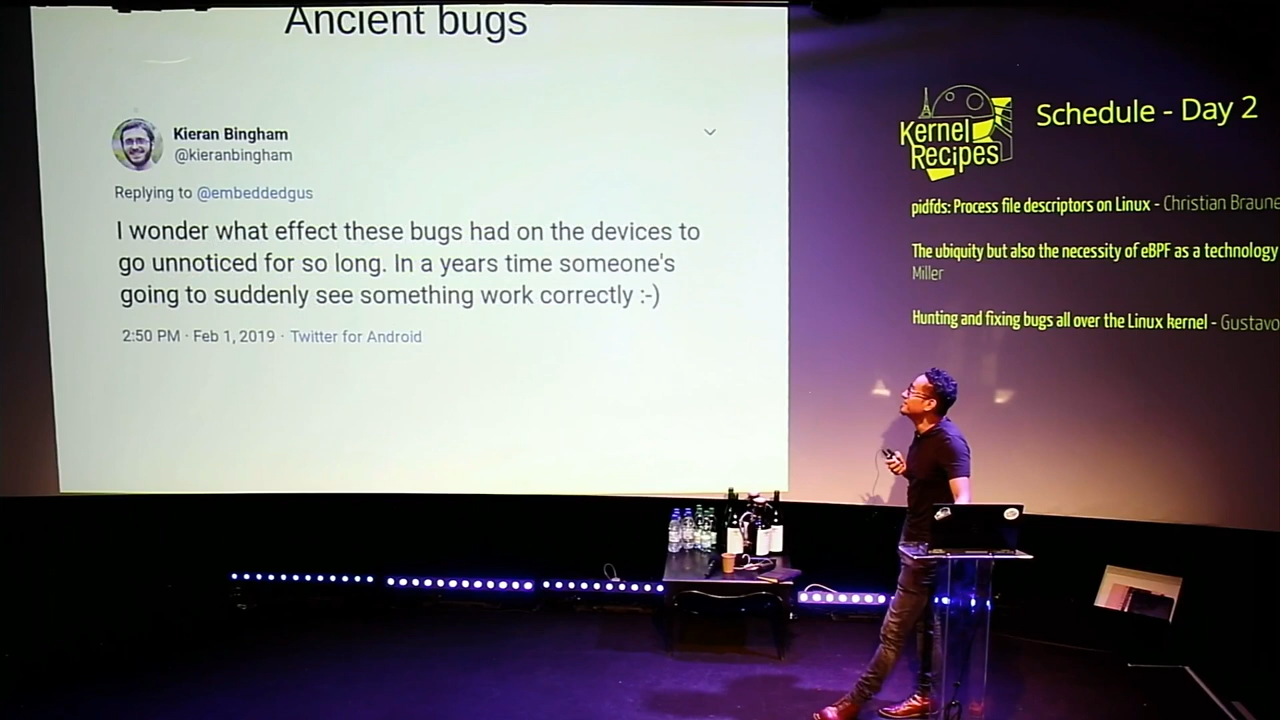 Ancient bugs
Kieran Bingham
@kieranbingham
Replying to @embeddedgus
I wonder what effect these bugs had on the devices to
go unnoticed for so long. In a years time someone's
going to suddenly see something work correctly :-)
2:50 PM · Feb 1, 2019 · Twitter for Android
Kernel
Recipes
Schedule - Day 2
pidfds: Process file descriptors on Linux - Christian Braune
The ubiquity but also the necessity of eBPF as a technology
Miller
Hunting and fixing bugs all over the Linux kernel - Gustavo